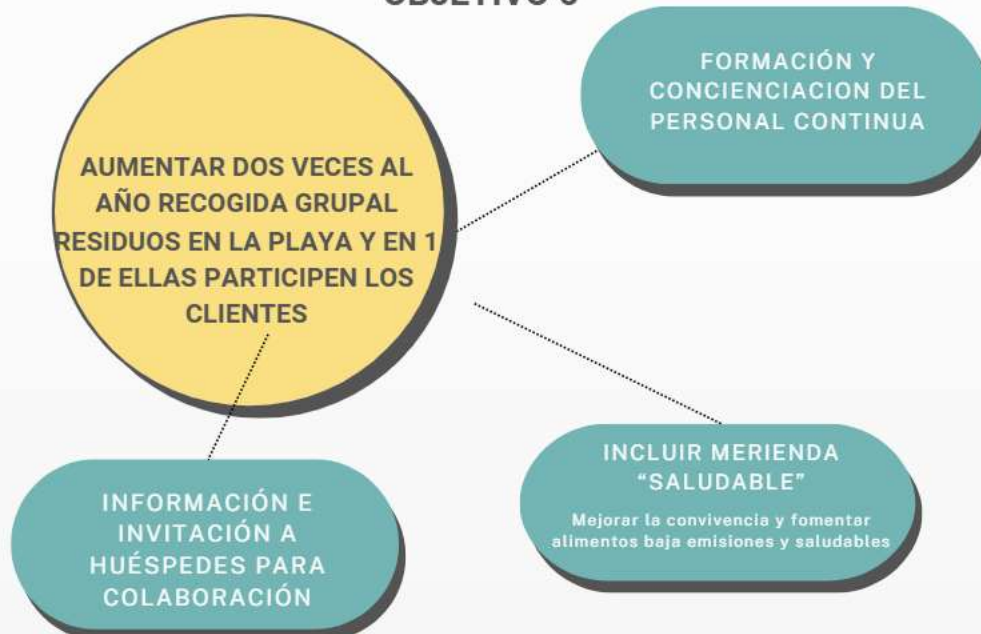 AUMENTAR DOS VECES AL
AÑO RECOGIDA GRUPAL
RESIDUOS EN LA PLAYA Y EN 1
DE ELLAS PARTICIPEN LOS
CLIENTES
FORMACIÓN Y
CONCIENCIACION DEL
PERSONAL CONTINUA
INCLUIR MERIENDA
“SALUDABLE”
Mejorar la convivencia y fomentar
alimentos baja emisiones y saludables
INFORMACIÓN E
INVITACIÓN A
HUÉSPEDES PARA
COLABORACIÓN